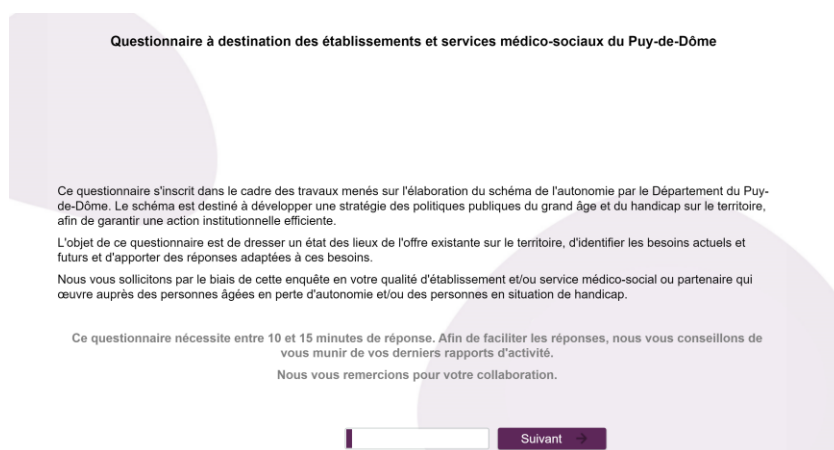 Questionnaire à destination des établissements et services médico-sociaux du Puy-de-Dôme
Ce questionnaire s'inscrit dans le cadre des travaux menés sur l'élaboration du schéma de l'autonomie par le Département du Puy-
de-Dôme. Le schéma est destiné à développer une stratégie des politiques publiques du grand âge et du handicap sur le territoire,
afin de garantir une action institutionnelle efficiente.
L'objet de ce questionnaire est de dresser un état des lieux de l'offre existante sur le territoire, d'identifier les besoins actuels et
futurs et d'apporter des réponses adaptées à ces besoins.
Nous vous sollicitons par le biais de cette enquête en votre qualité d'établissement et/ou service médico-social ou partenaire qui
œuvre auprès des personnes âgées en perte d'autonomie et/ou des personnes en situation de handicap.
Ce questionnaire nécessite entre 10 et 15 minutes de réponse. Afin de faciliter les réponses, nous vous conseillons de
vous munir de vos derniers rapports d'activité.
Nous vous remercions pour votre collaboration.
Suivant